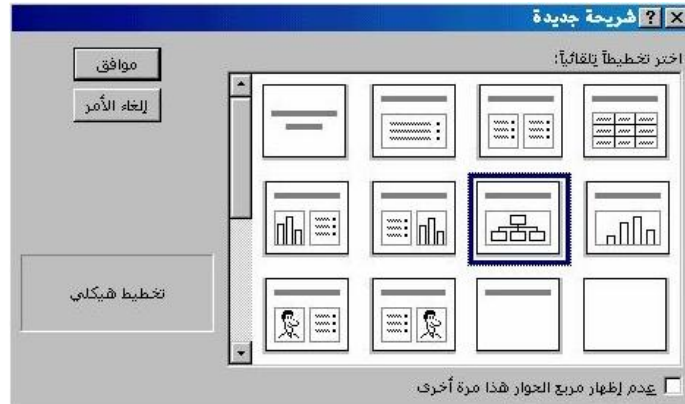 شريحة جديدة
اختر تخطيطاً تلقائياً:
موافق
إلغاء الأمر
تخطيط هيكلي
عدم إظهار مربع الحوار هذا مرة أخرى